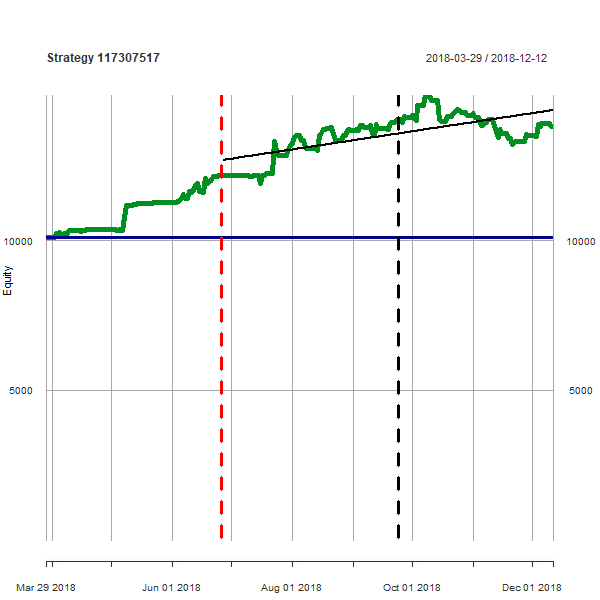 Strategy 117307517
2018-03-29 / 2018-12-12
10000
10000
Equity
5000
5000
Mar 29 2018
Jun 01 2018
Aug 01 2018
Oct 01 2018
Dec 01 2018